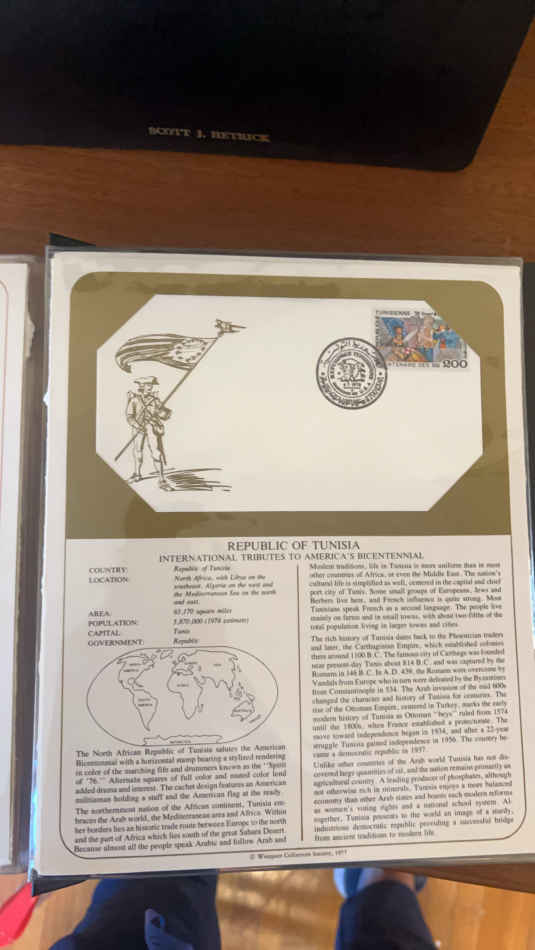 SCOTT J. HETRICK
TUNISIENNE
200
REPUBLIC OF TUNISIA
INTERNATIONAL TRIBUTES TO AMERICA'S BICENTENNIAL
COUNTRY: Republic of Tunisia
LOCATION: North Africa, with Libya on the
southeast, Algeria on the west and
the Mediterranean Sea on the north
and east.
AREA: 63,170 square miles
POPULATION: 5,870,000 (1976 estimate)
CAPITAL: Tunis
GOVERNMENT: Republic
NORTH
AMERICA
SOUTH
AMERICA
AFRICA
ASIA
AUSTRALIA
ANTARCTICA
The North African Republic of Tunisia salutes the American
Bicentennial with a horizontal stamp bearing a stylized rendering
in color of the marching fife and drummers known as the "Spirit
of '76." Alternate squares of full color and muted color lend
added drama and interest. The cachet design features an American
militiaman holding a staff and the American flag at the ready.
The northernmost nation of the African continent, Tunisia em-
braces the Arab world, the Mediterranean area and Africa. Within
her borders lies an historic trade route between Europe to the north
and the part of Africa which lies south of the great Sahara Desert.
Because almost all the people speak Arabic and follow Arab and
Moslem traditions, life in Tunisia is more uniform than in most
other countries of Africa, or even the Middle East. The nation's
cultural life is simplified as well, centered in the capital and chief
port city of Tunis. Some small groups of Europeans, Jews and
Berbers live here, and French influence is quite strong. Most
Tunisians speak French as a second language. The people live
mainly on farms and in small towns, with about two-fifths of the
total population living in larger towns and cities.
The rich history of Tunisia dates back to the Phoenician traders
and later, the Carthaginian Empire, which established colonies
there around 1100 B.C. The famous city of Carthage was founded
near present-day Tunis about 814 B.C. and was captured by the
Romans in 146 B.C. In A.D. 439, the Romans were overcome by
Vandals from Europe who in turn were defeated by the Byzantines
from Constantinople in 534. The Arab invasion of the mid 600s
changed the character and history of Tunisia for centuries. The
rise of the Ottoman Empire, centered in Turkey, marks the early
modern history of Tunisia as Ottoman "beys" ruled from 1574
until the 1800s, when France established a protectorate. The
move toward independence began in 1934, and after a 22-year
struggle Tunisia gained independence in 1956. The country be-
came a democratic republic in 1957.
Unlike other countries of the Arab world Tunisia has not dis-
covered large quantities of oil, and the nation remains primarily an
agricultural country. A leading producer of phosphates, although
not otherwise rich in minerals, Tunisia enjoys a more balanced
economy than other Arab states and boasts such modern reforms
as women's voting rights and a national school system. Al-
together, Tunisia presents to the world an image of a sturdy,
industrious democratic republic providing a successful bridge
from ancient traditions to modern life.